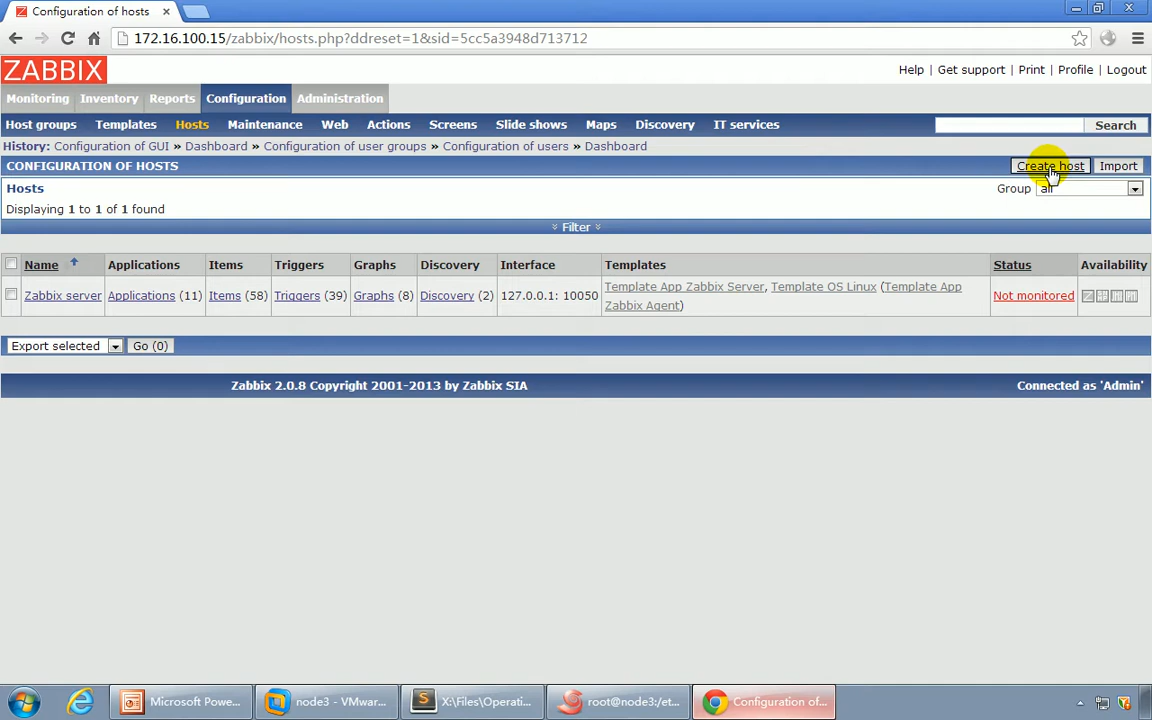 Configuration of hosts
172.16.100.15/zabbix/hosts.php?ddreset=1&sid=5cc5a3948d713712
ZABBIX
Help | Get support | Print | Profile | Logout
Monitoring Inventory Reports Configuration Administration
Host groups Templates Hosts Maintenance Web Actions Screens Slide shows Maps Discovery IT services Search
History: Configuration of GUI » Dashboard » Configuration of user groups » Configuration of users » Dashboard
CONFIGURATION OF HOSTS Create host Import
Hosts Group all
Displaying 1 to 1 of 1 found
Filter
Name Applications Items Triggers Graphs Discovery Interface Templates Status Availability
Zabbix server Applications (11) Items (58) Triggers (39) Graphs (8) Discovery (2) 127.0.0.1: 10050 Template App Zabbix Server, Template OS Linux (Template App Not monitored
Zabbix Agent)
Export selected Go (0)
Zabbix 2.0.8 Copyright 2001-2013 by Zabbix SIA Connected as 'Admin'
Microsoft Powe... node3 - VMwar... X:\Files\Operati... root@node3:/et... Configuration of...